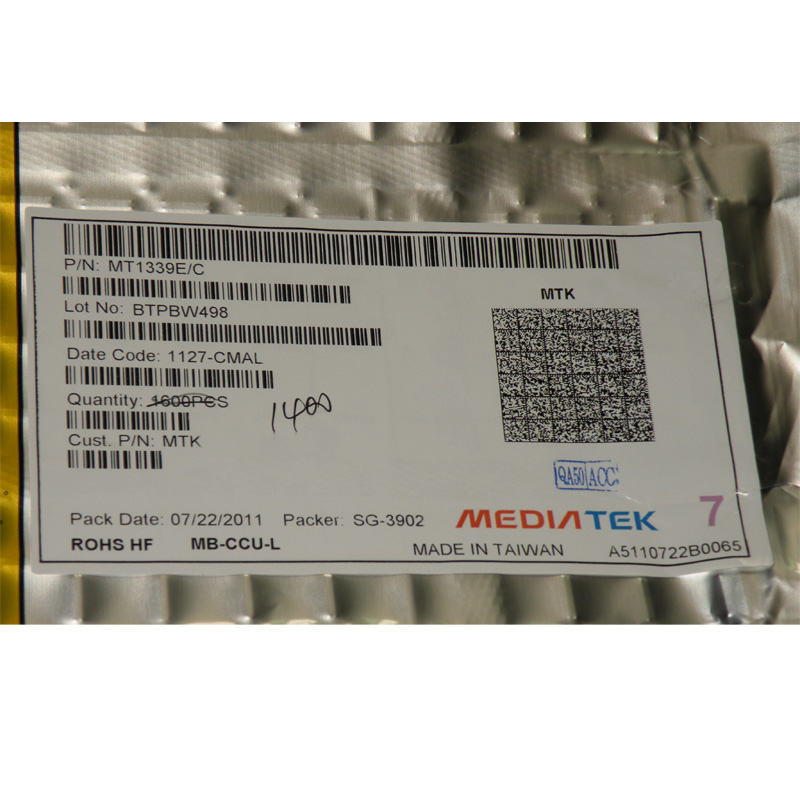 P/N: MT1339E/C
Lot No: BTPBW498
Date Code: 1127-CMAL
Quantity: 1600PCS 1400
Cust. P/N: MTK
MTK
QA50 ACC
7
Pack Date: 07/22/2011 Packer: SG-3902 MEDIATEK
ROHS HF MB-CCU-L MADE IN TAIWAN A5110722B0065